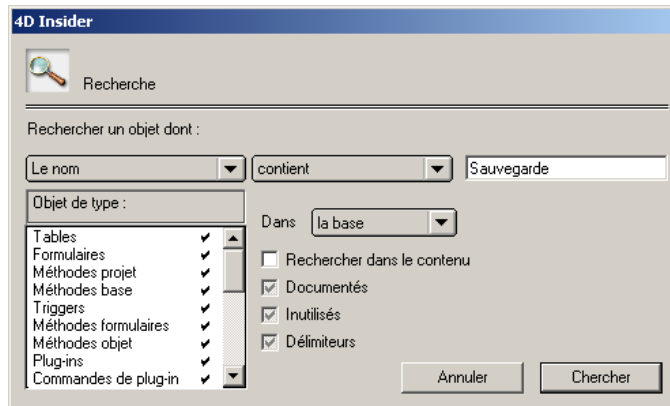 4D Insider
Recherche
Rechercher un objet dont :
Le nom contient Sauvegarde
Objet de type :
Dans la base
Tables
Formulaires
Méthodes projet
Méthodes base
Triggers
Méthodes formulaires
Méthodes objet
Plug-ins
Commandes de plug-in
Rechercher dans le contenu
Documentés
Inutilisés
Délimiteurs
Annuler Chercher